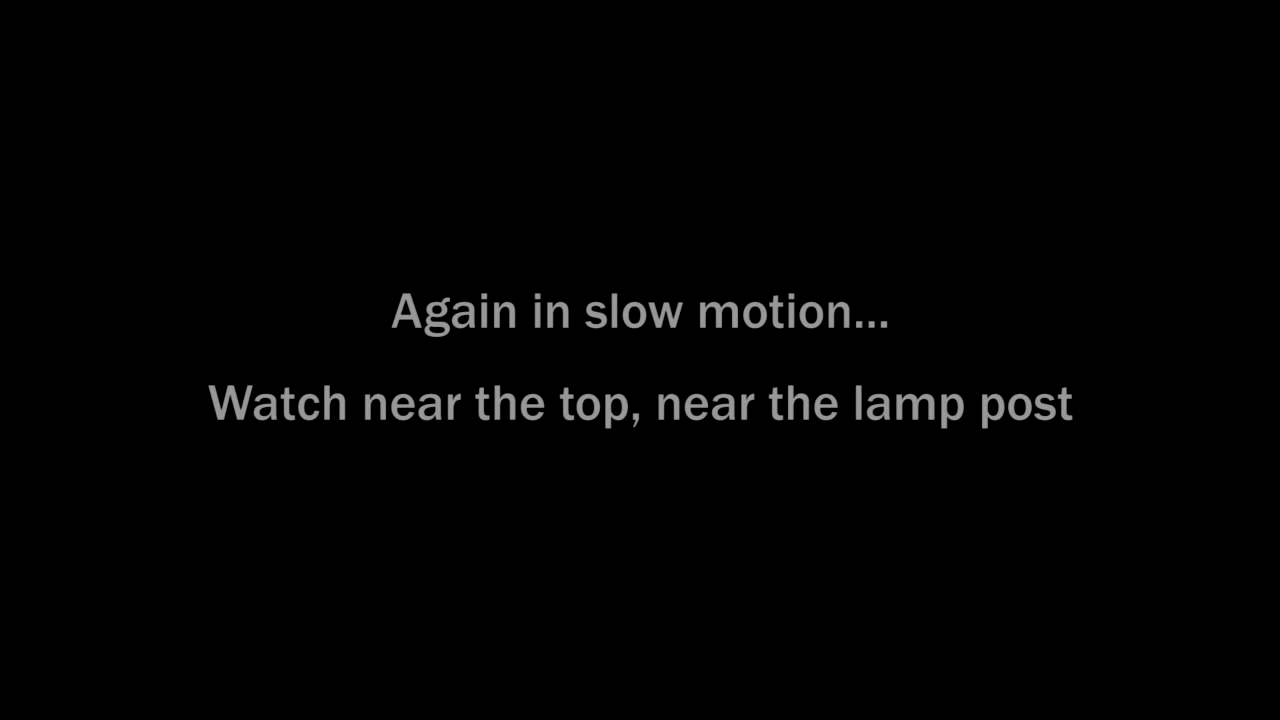 Again in slow motion...
Watch near the top, near the lamp post